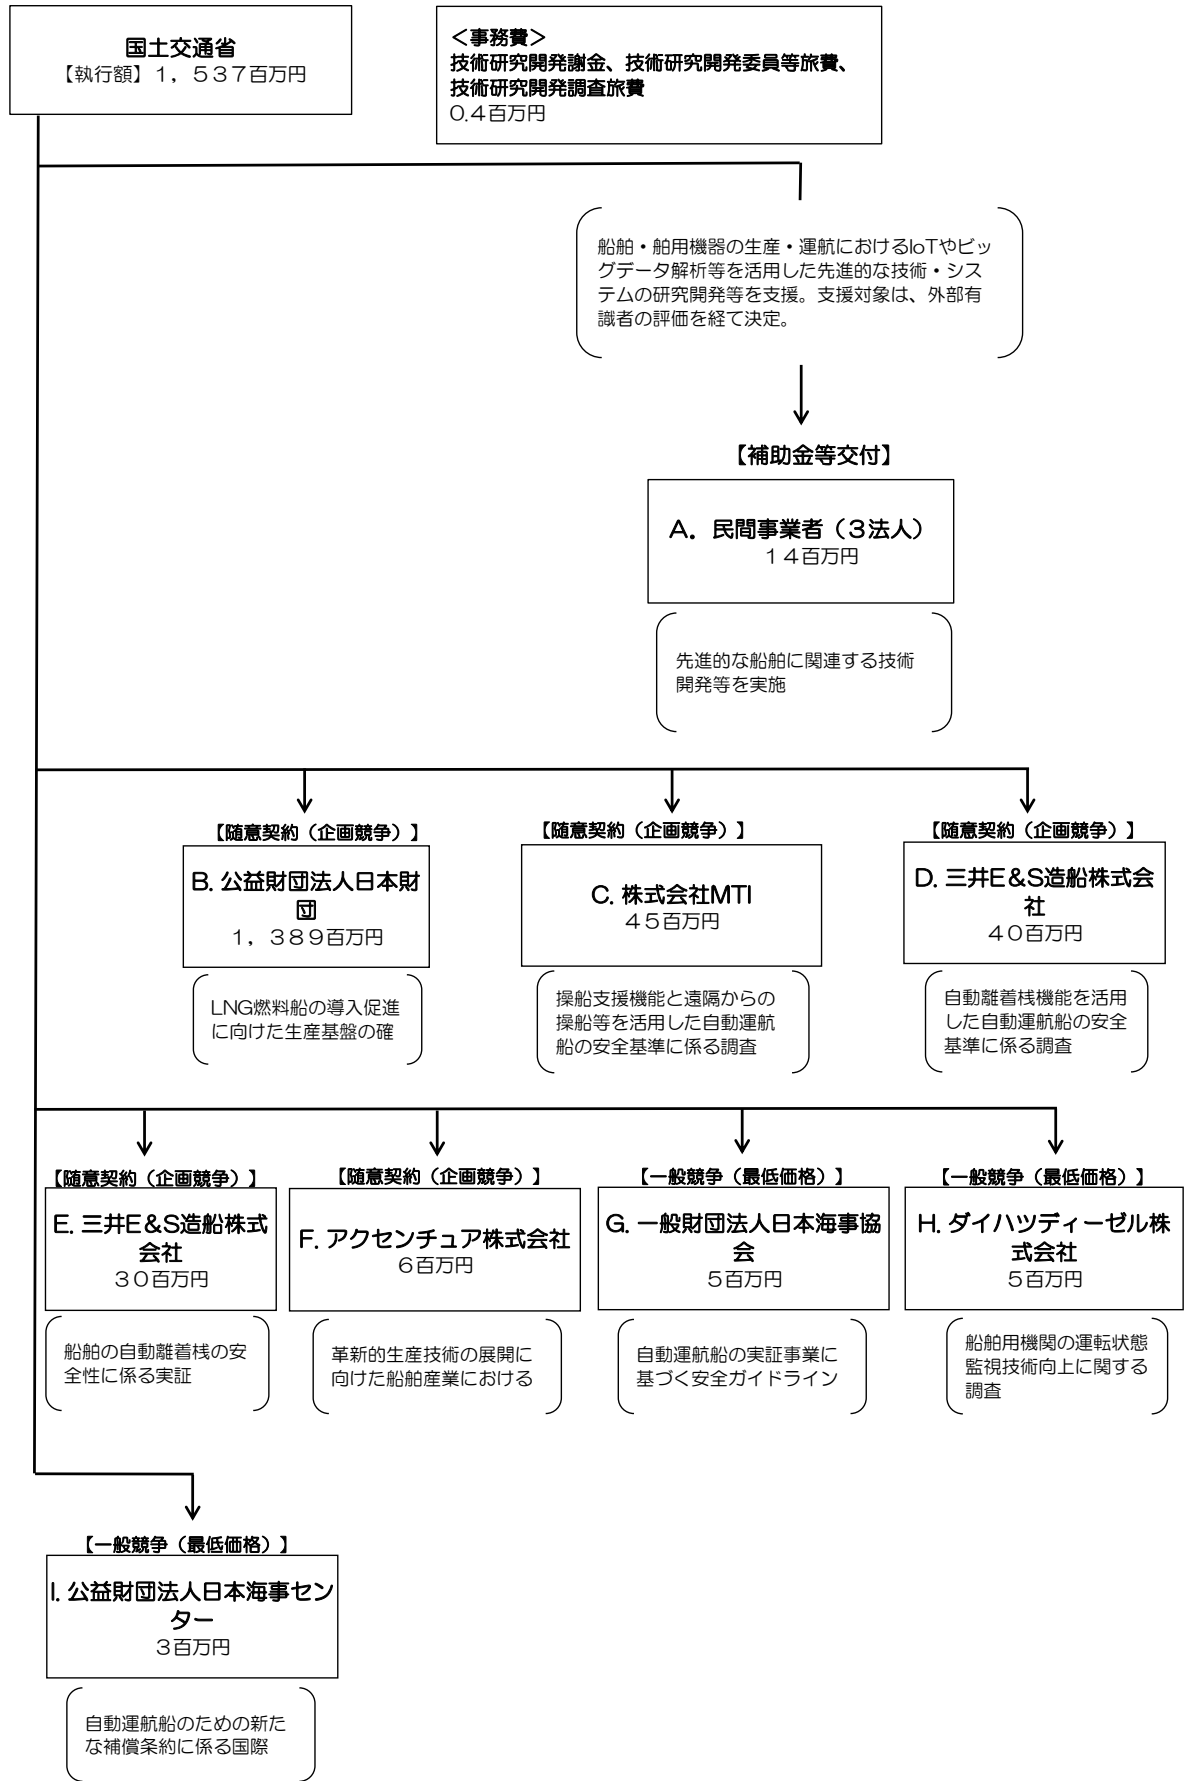 国土交通省
【執行額】１，５３７百万円
＜事務費＞
技術研究開発謝金、技術研究開発委員等旅費、
技術研究開発調査旅費
０.４百万円
船舶・舶用機器の生産・運航におけるIoTやビッ
グデータ解析等を活用した先進的な技術・シス
テムの研究開発等を支援。支援対象は、外部有
識者の評価を経て決定。
【補助金等交付】
A．民間事業者（３法人）
１４百万円
先進的な船舶に関連する技術
開発等を実施
【随意契約（企画競争）】
B. 公益財団法人日本財
団
１，３８９百万円
LNG燃料船の導入促進
に向けた生産基盤の確
【随意契約（企画競争）】
C. 株式会社MTI
４５百万円
操船支援機能と遠隔からの
操船等を活用した自動運航
船の安全基準に係る調査
【随意契約（企画競争）】
D. 三井E&S造船株式会
社
４０百万円
自動離着桟機能を活用
した自動運航船の安全
基準に係る調査
【随意契約（企画競争）】
E. 三井E&S造船株式
会社
３０百万円
船舶の自動離着桟の安
全性に係る実証
【随意契約（企画競争）】
F. アクセンチュア株式会社
６百万円
革新的生産技術の展開に
向けた船舶産業における
【一般競争（最低価格）】
G. 一般財団法人日本海事協
会
５百万円
自動運航船の実証事業に
基づく安全ガイドライン
【一般競争（最低価格）】
H. ダイハツディーゼル株
式会社
５百万円
船舶用機関の運転状態
監視技術向上に関する
調査
【一般競争（最低価格）】
I. 公益財団法人日本海事セン
ター
３百万円
自動運航船のための新た
な補償条約に係る国際